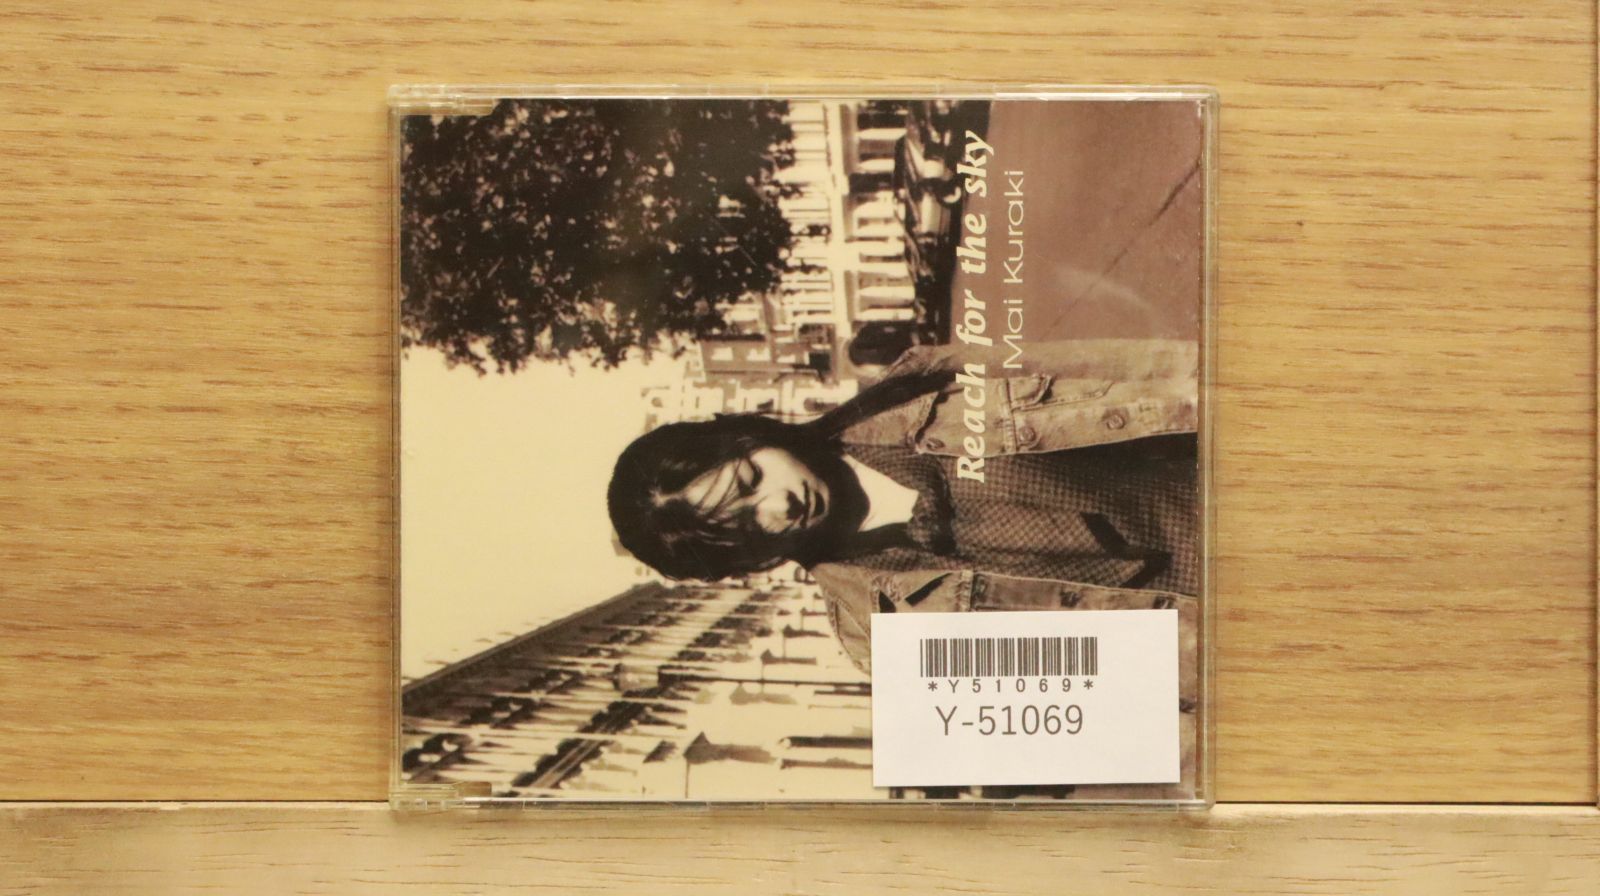 Reach for the sky
Mai Kuraki
*Y51069*
Y-51069